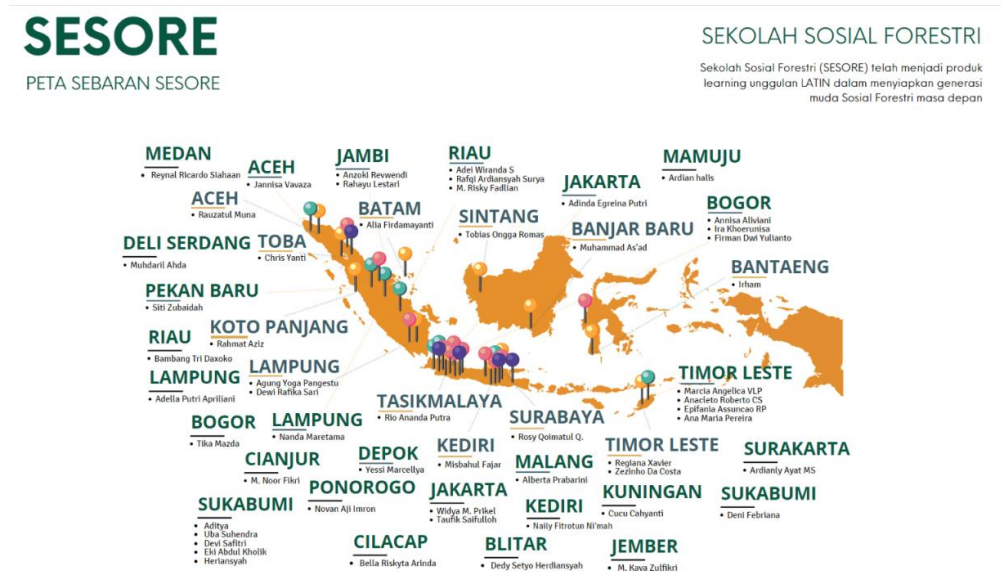 SESORE
PETA SEBARAN SESORE
SEKOLAH SOSIAL FORESTRI
Sekolah Sosial Forestri (SESORE) telah menjadi produk
learning unggulan LATIN dalam menyiapkan generasi
muda Sosial Forestri masa depan
MEDAN
• Reynal Ricardo Siahaan
ACEH
• Jannisa Vavaza
JAMBI
• Anzoki Revwendi
• Rahayu Lestari
RIAU
• Adei Wiranda S
• Rafqi Ardiansyah Surya
• M. Risky Fadlian
MAMUJU
• Ardian halis
JAKARTA
• Adinda Egreina Putri
ACEH
• Rauzatul Muna
BATAM
• Alia Firdamayanti
SINTANG
• Tobias Ongga Romas
BANJAR BARU
• Muhammad As'ad
BOGOR
• Annisa Aliviani
• Ira Khoerunisa
• Firman Dwi Yulianto
DELI SERDANG
• Muhdaril Ahda
TOBA
• Chris Yanti
BANTAENG
• Irham
PEKAN BARU
• Siti Zubaidah
KOTO PANJANG
• Rahmat Aziz
RIAU
• Bambang Tri Daxoko
LAMPUNG
• Agung Yoga Pangestu
• Dewi Rafika Sari
LAMPUNG
• Adella Putri Apriliani
TIMOR LESTE
• Marcia Angelica VLP
• Anacleto Roberto CS
• Epifania Assuncao RP
• Ana Maria Pereira
TASIKMALAYA
• Rio Ananda Putra
BOGOR
• Tika Mazda
LAMPUNG
• Nanda Maretama
SURABAYA
• Rosy Qoimatul Q.
KEDIRI
• Misbahul Fajar
TIMOR LESTE
• Regiana Xavier
• Zezinho Da Costa
SURAKARTA
• Ardianly Ayat MS
CIANJUR
• M. Noor Fikri
DEPOK
• Yessi Marcellya
MALANG
• Alberta Prabarini
PONOROGO
• Novan Aji Imron
JAKARTA
• Widya M. Prikel
• Taufik Saifulloh
KUNINGAN
• Cucu Cahyanti
SUKABUMI
• Deni Febriana
SUKABUMI
• Aditya
• Uba Suhendra
• Devi Safitri
• Eki Abdul Kholik
• Heriansyah
KEDIRI
• Naily Fitrotun Ni'mah
CILACAP
• Bella Riskyta Arinda
BLITAR
• Dedy Setyo Herdiansyah
JEMBER
• M. Kava Zulfikri